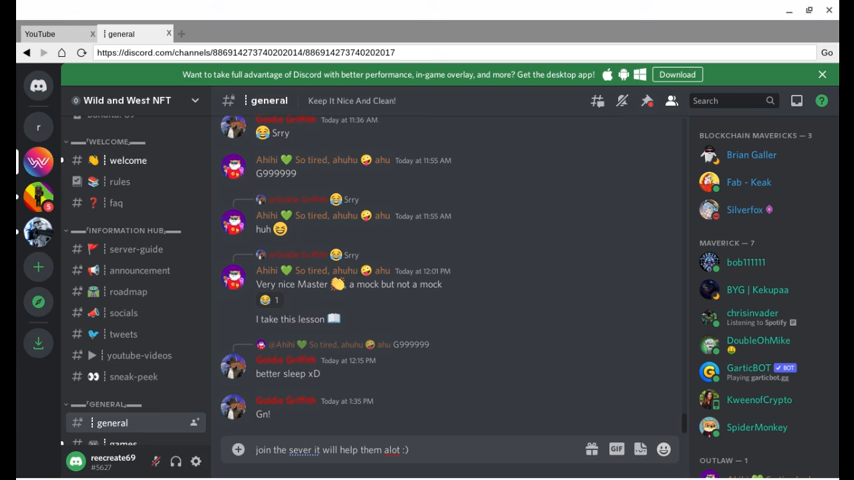 YouTube
general
https://discord.com/channels/886914273740202014/886914273740202017
Go
Want to take full advantage of Discord with better performance, in-game overlay, and more? Get the desktop app!
Download
Wild and West NFT
general
Keep It Nice And Clean!
Search
WELCOME
welcome
rules
faq
INFORMATION HUB
server-guide
announcement
roadmap
socials
tweets
youtube-videos
sneak-peek
GENERAL
general
games
reecreate69
#5627
r
5
Today at 11:36 AM
Srry
Ahihi 💚 So tired, ahuhu 🤪 ahu Today at 11:55 AM
G999999
😂 Srry
Ahihi 💚 So tired, ahuhu 🤪 ahu Today at 11:55 AM
huh 😆
😂 Srry
Ahihi 💚 So tired, ahuhu 🤪 ahu Today at 12:01 PM
Very nice Master 👏 a mock but not a mock
😂 1
I take this lesson 📖
@Ahihi 💚 So tired, ahuhu 🤪 ahu G999999
Griffith Today at 12:15 PM
better sleep xD
Griffith Today at 1:35 PM
Gn!
join the sever it will help them alot :)
GIF
BLOCKCHAIN MAVERICKS — 3
Brian Galler
Fab - Keak
Silverfox
MAVERICK — 7
bob111111
BYG | Kekupaa
chrisinvader
Listening to Spotify
DoubleOhMike
GarticBOT ✓ BOT
Playing garticbot.gg
KweenofCrypto
SpiderMonkey
OUTLAW — 1